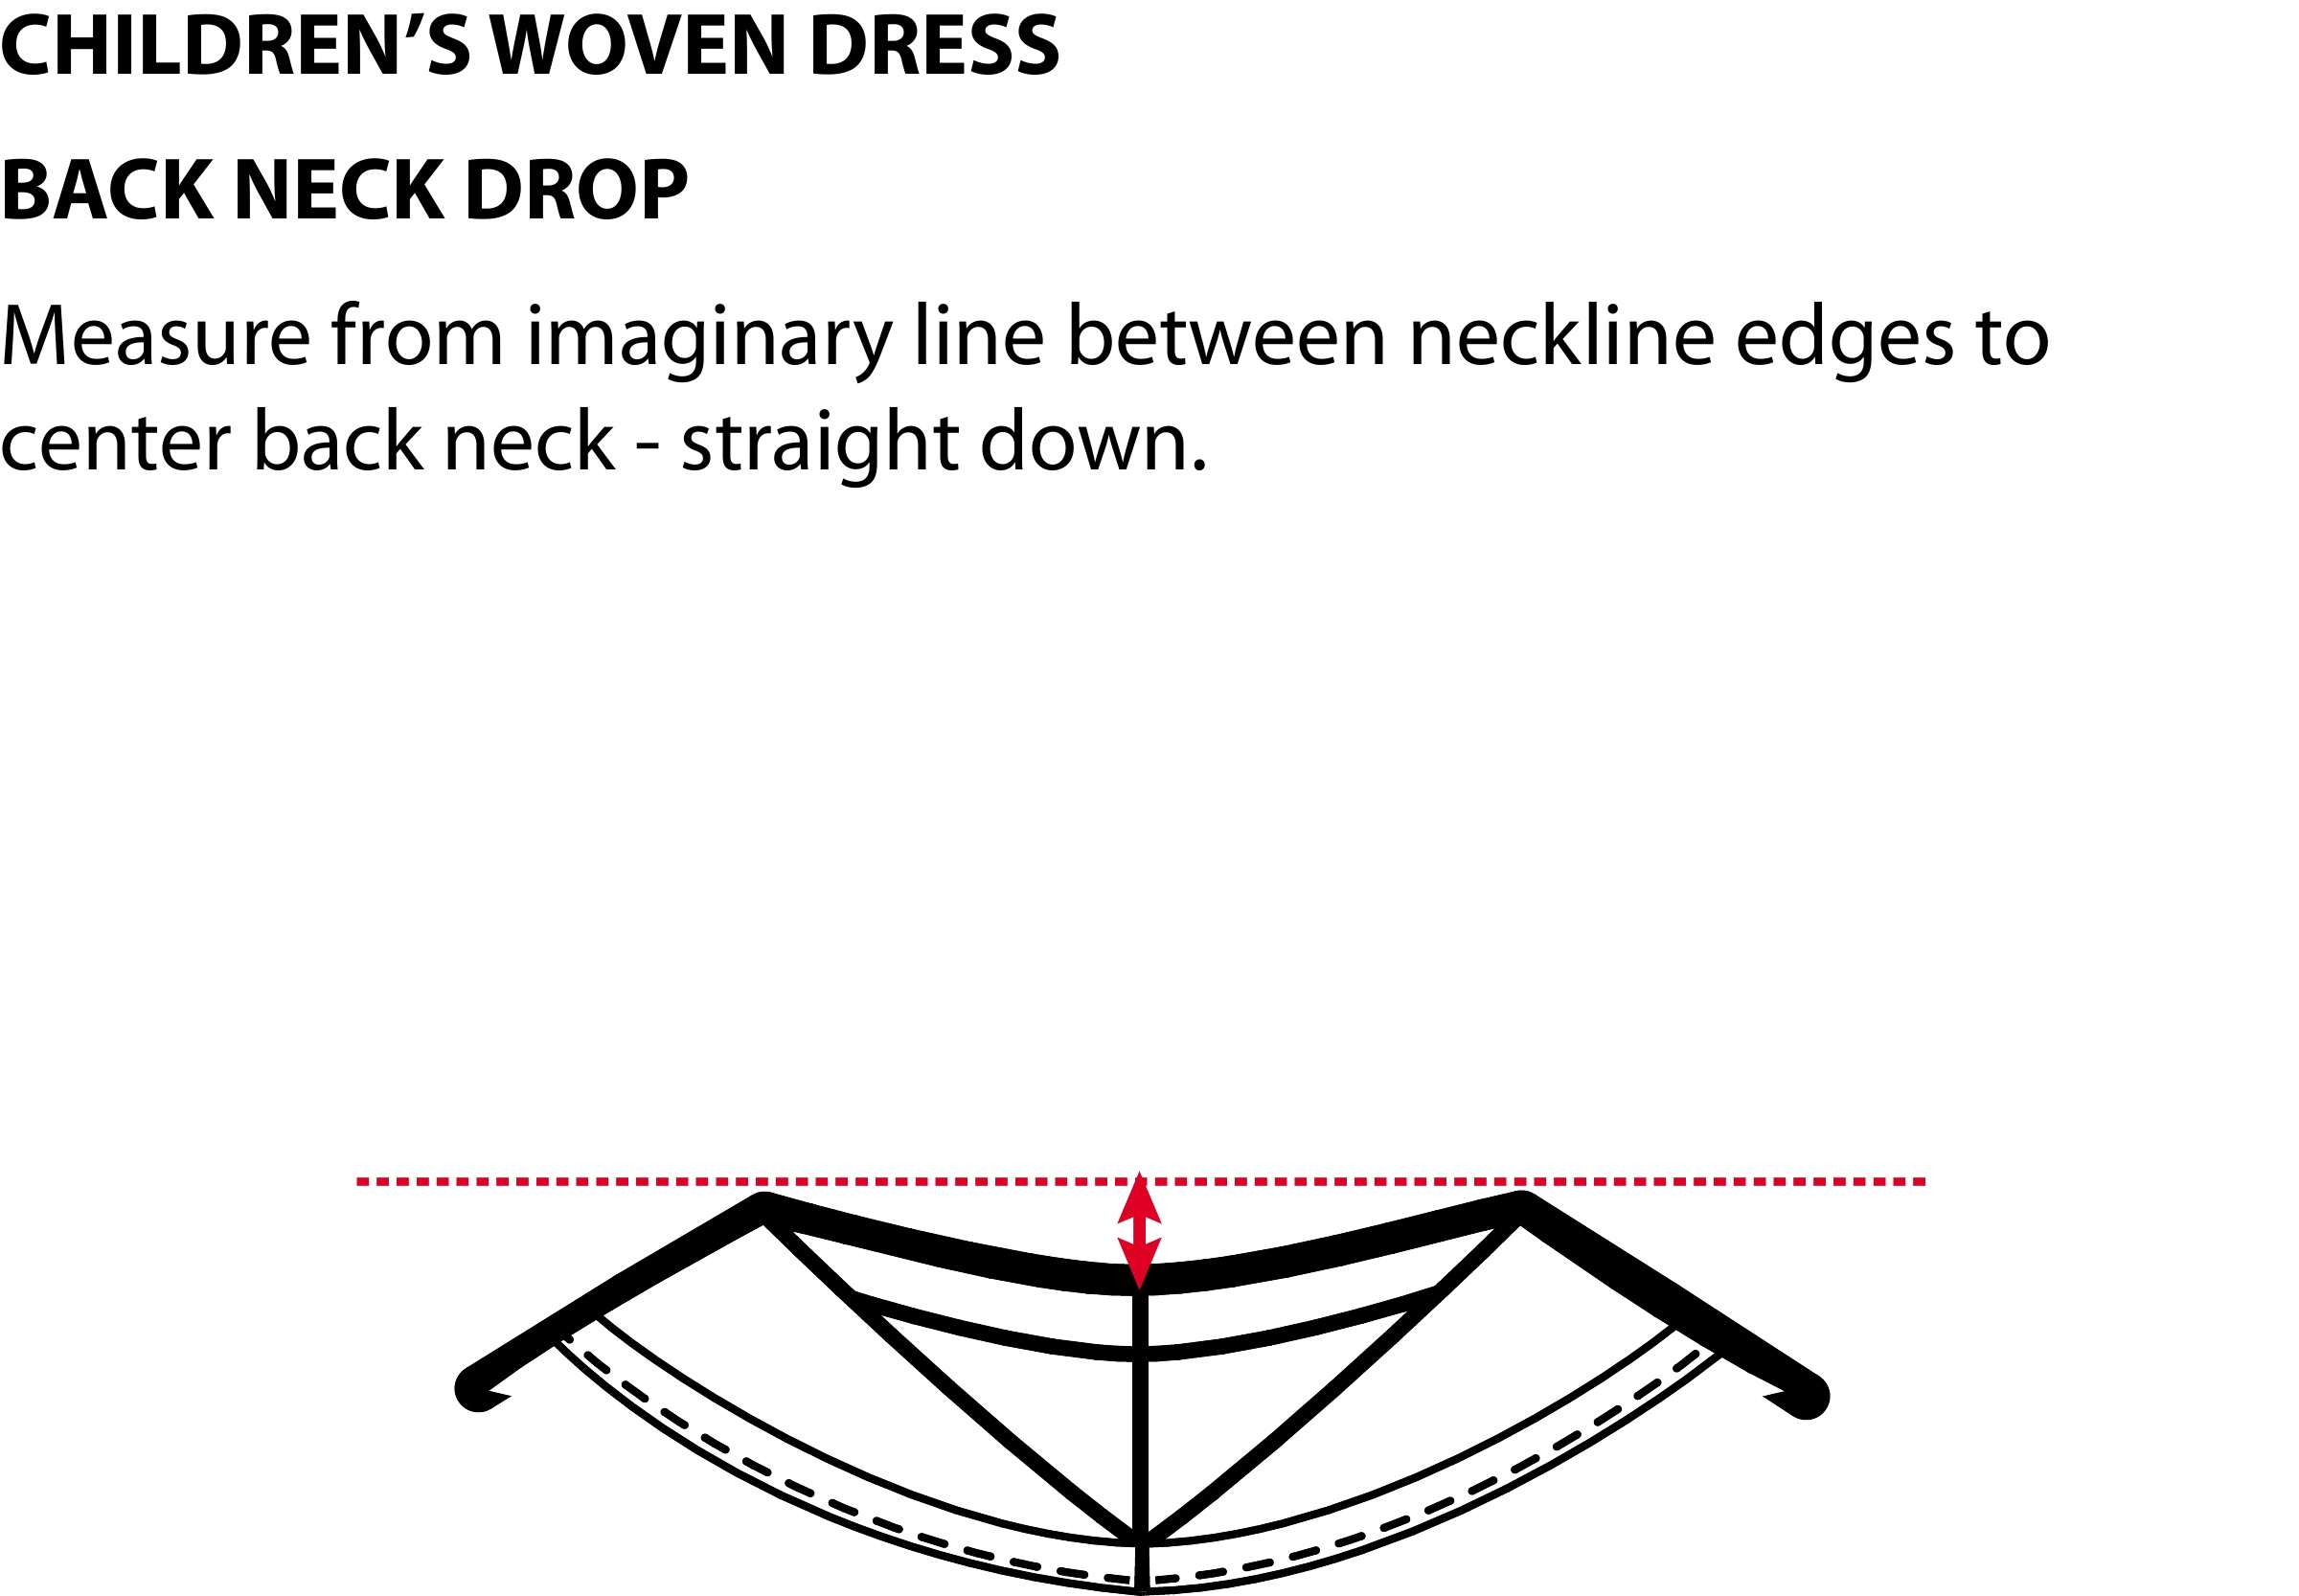 CHILDREN’S WOVEN DRESS
BACK NECK DROP
Measure from imaginary line between neckline edges to
center back neck - straight down.